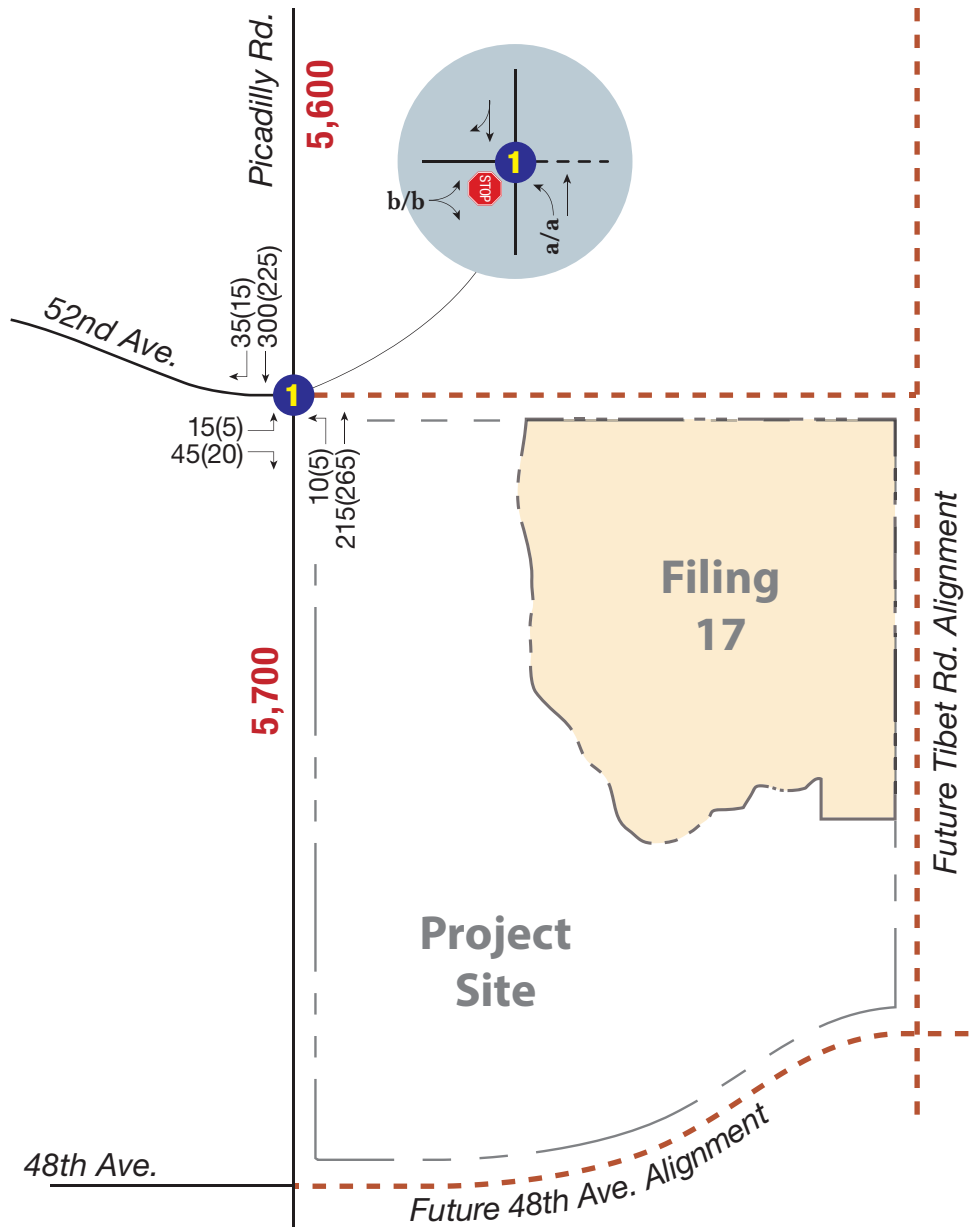 Picadilly Rd.
5,600
1
STOP
b/b
a/a
52nd Ave.
35(15)
300(225)
1
15(5)
45(20)
10(5)
215(265)
Filing
17
5,700
Future Tibet Rd. Alignment
Project
Site
48th Ave.
Future 48th Ave. Alignment